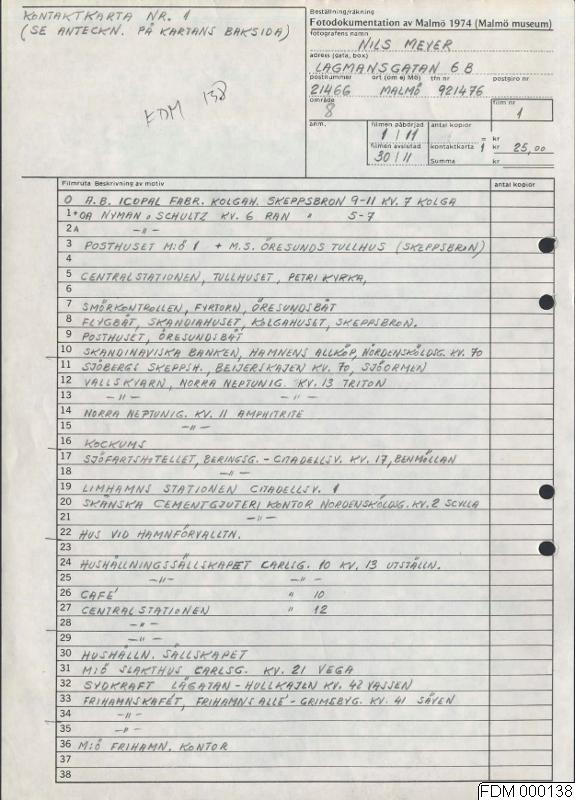 KONTAKTKARTA NR. 1
(SE ANTECKN. PÅ KARTANS BAKSIDA)
FDM 138
Beställning/räkning
Fotodokumentation av Malmö 1974 (Malmö museum)
fotografens namn
NILS MEYER
adress (gata, box)
LAGMANSGATAN 6 B
postnummer ort (om ej Mö) tfn nr postgiro nr
21466 MALMÖ 921476
område film nr
8 1
anm. filmen påbörjad antal kopior
1/11 = kr
filmen avslutad kontaktkarta 1 kr 25,00
30/11 Summa kr
Filmruta Beskrivning av motiv antal kopior
0 A.B. ICOPAL FABR. KOLGAH. SKEPPSBRON 9-11 KV. 7 KOLGA
1 +0A NYMAN o SCHULTZ KV. 6 RAN " 5-7
2 A -"-
3 POSTHUSET M:Ö 1 + M.S. ÖRESUNDS TULLHUS (SKEPPSBRON)
4
5 CENTRALSTATIONEN, TULLHUSET, PETRI KYRKA,
6
7 SMÖRKONTROLLEN, FYRTORN, ÖRESUNDSBÅT
8 FLYGBÅT, SKANDIAHUSET, KOLGAHUSET, SKEPPSBRON.
9 POSTHUSET, ÖRESUNDSBÅT
10 SKANDINAVISKA BANKEN, HAMNENS ALLKÖP, NORDENSKÖLDSG. KV. 70
11 SJÖBERGS SKEPPSH., BEIJERSKAJEN KV. 70, SJÖORMEN
12 VALLSKVARN, NORRA NEPTUNIG. KV. 13 TRITON
13 -"- -"-
14 NORRA NEPTUNIG. KV. 11 AMPHITRITE
15 -"-
16 KOCKUMS
17 SJÖFARTSHOTELLET, BERINGSG. - CITADELLSV. KV. 17, BENMÖLLAN
18 -"-
19 LIMHAMNS STATIONEN CITADELLSV. 1
20 SKÅNSKA CEMENTGJUTERI KONTOR NORDENSKÖLDSG. KV. 2 SCYLLA
21 -"-
22 HUS VID HAMNFÖRVALLTN.
23
24 HUSHÅLLNINGSSÄLLSKAPET CARLSG. 10 KV. 13 UTSTÄLLN.
25 -"- -"-
26 CAFÉ " 10
27 CENTRALSTATIONEN " 12
28 -"-
29 -"-
30 HUSHÅLLN. SÄLLSKAPET
31 M:Ö SLAKTHUS CARLSG. KV. 21 VEGA
32 SYDKRAFT LÅGATAN - HULLKAJEN KV. 42 VASSEN
33 FRIHAMNSKAFÉT, FRIHAMNS ALLÉ - GRIMSBYG. KV. 41 SÄVEN
34 -"-
35 -"-
36 M:Ö FRIHAMN, KONTOR
37
38
FDM 000138